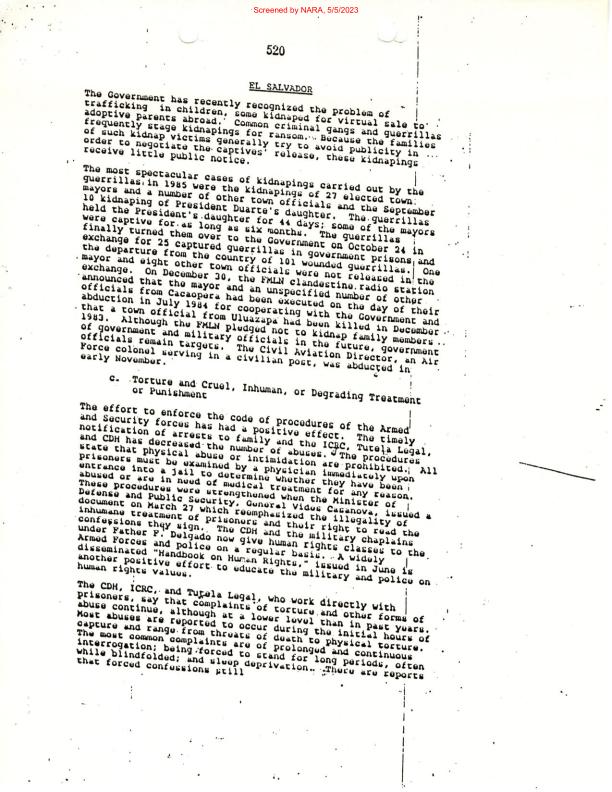 Screened by NARA, 5/5/2023
520
EL SALVADOR
The Government has recently recognized the problem of
trafficking in children, some kidnaped for virtual sale to
adoptive parents abroad. Common criminal gangs and guerrillas
frequently stage kidnapings for ransom. Because the families
of such kidnap victims generally try to avoid publicity in
order to negotiate the captives' release, these kidnapings
receive little public notice.
The most spectacular cases of kidnapings carried out by the
guerrillas in 1985 were the kidnapings of 27 elected town
mayors and a number of other town officials and the September
10 kidnaping of President Duarte's daughter. The guerrillas
held the President's daughter for 44 days; some of the mayors
were captive for as long as six months. The guerrillas
finally turned them over to the Government on October 24 in
exchange for 25 captured guerrillas in government prisons and
the departure from the country of 101 wounded guerrillas. One
mayor and eight other town officials were not released in the
exchange. On December 30, the FMLN clandestine radio station
announced that the mayor and an unspecified number of other
officials from Cacaopera had been executed on the day of their
abduction in July 1984 for cooperating with the Government and
that a town official from Uluazapa had been killed in December
1983. Although the FMLN pledged not to kidnap family members
of government and military officials in the future, government
officials remain targets. The Civil Aviation Director, an Air
Force colonel serving in a civilian post, was abducted in
early November.
c. Torture and Cruel, Inhuman, or Degrading Treatment
or Punishment
The effort to enforce the code of procedures of the Armed
and Security forces has had a positive effect. The timely
notification of arrests to family and the ICRC, Tutela Legal,
and CDH has decreased the number of abuses. The procedures
state that physical abuse or intimidation are prohibited. All
prisoners must be examined by a physician immediately upon
entrance into a jail to determine whether they have been
abused or are in need of medical treatment for any reason.
These procedures were strengthened when the Minister of
Defense and Public Security, General Vides Casanova, issued a
document on March 27 which reemphasized the illegality of
inhumane treatment of prisoners and their right to read the
confessions they sign. The CDH and the military chaplains
under Father F. Delgado now give human rights classes to the
Armed Forces and police on a regular basis. A widely
disseminated "Handbook on Human Rights," issued in June is
another positive effort to educate the military and police on
human rights values.
The CDH, ICRC, and Tutela Legal, who work directly with
prisoners, say that complaints of torture and other forms of
abuse continue, although at a lower level than in past years.
Most abuses are reported to occur during the initial hours of
capture and range from threats of death to physical torture.
The most common complaints are of prolonged and continuous
interrogation; being forced to stand for long periods, often
while blindfolded; and sleep deprivation. There are reports
that forced confessions still